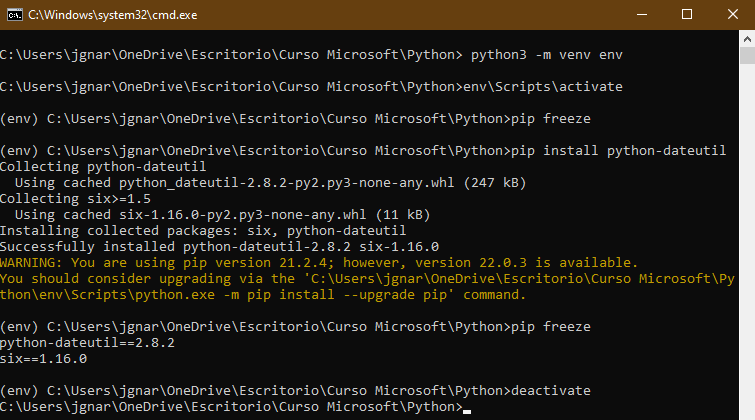 C:\Windows\system32\cmd.exe
C:\Users\jgnar\OneDrive\Escritorio\Curso Microsoft\Python> python3 -m venv env
C:\Users\jgnar\OneDrive\Escritorio\Curso Microsoft\Python>env\Scripts\activate
(env) C:\Users\jgnar\OneDrive\Escritorio\Curso Microsoft\Python>pip freeze
(env) C:\Users\jgnar\OneDrive\Escritorio\Curso Microsoft\Python>pip install python-dateutil
Collecting python-dateutil
  Using cached python_dateutil-2.8.2-py2.py3-none-any.whl (247 kB)
Collecting six>=1.5
  Using cached six-1.16.0-py2.py3-none-any.whl (11 kB)
Installing collected packages: six, python-dateutil
Successfully installed python-dateutil-2.8.2 six-1.16.0
WARNING: You are using pip version 21.2.4; however, version 22.0.3 is available.
You should consider upgrading via the 'C:\Users\jgnar\OneDrive\Escritorio\Curso Microsoft\Py
thon\env\Scripts\python.exe -m pip install --upgrade pip' command.
(env) C:\Users\jgnar\OneDrive\Escritorio\Curso Microsoft\Python>pip freeze
python-dateutil==2.8.2
six==1.16.0
(env) C:\Users\jgnar\OneDrive\Escritorio\Curso Microsoft\Python>deactivate
C:\Users\jgnar\OneDrive\Escritorio\Curso Microsoft\Python>